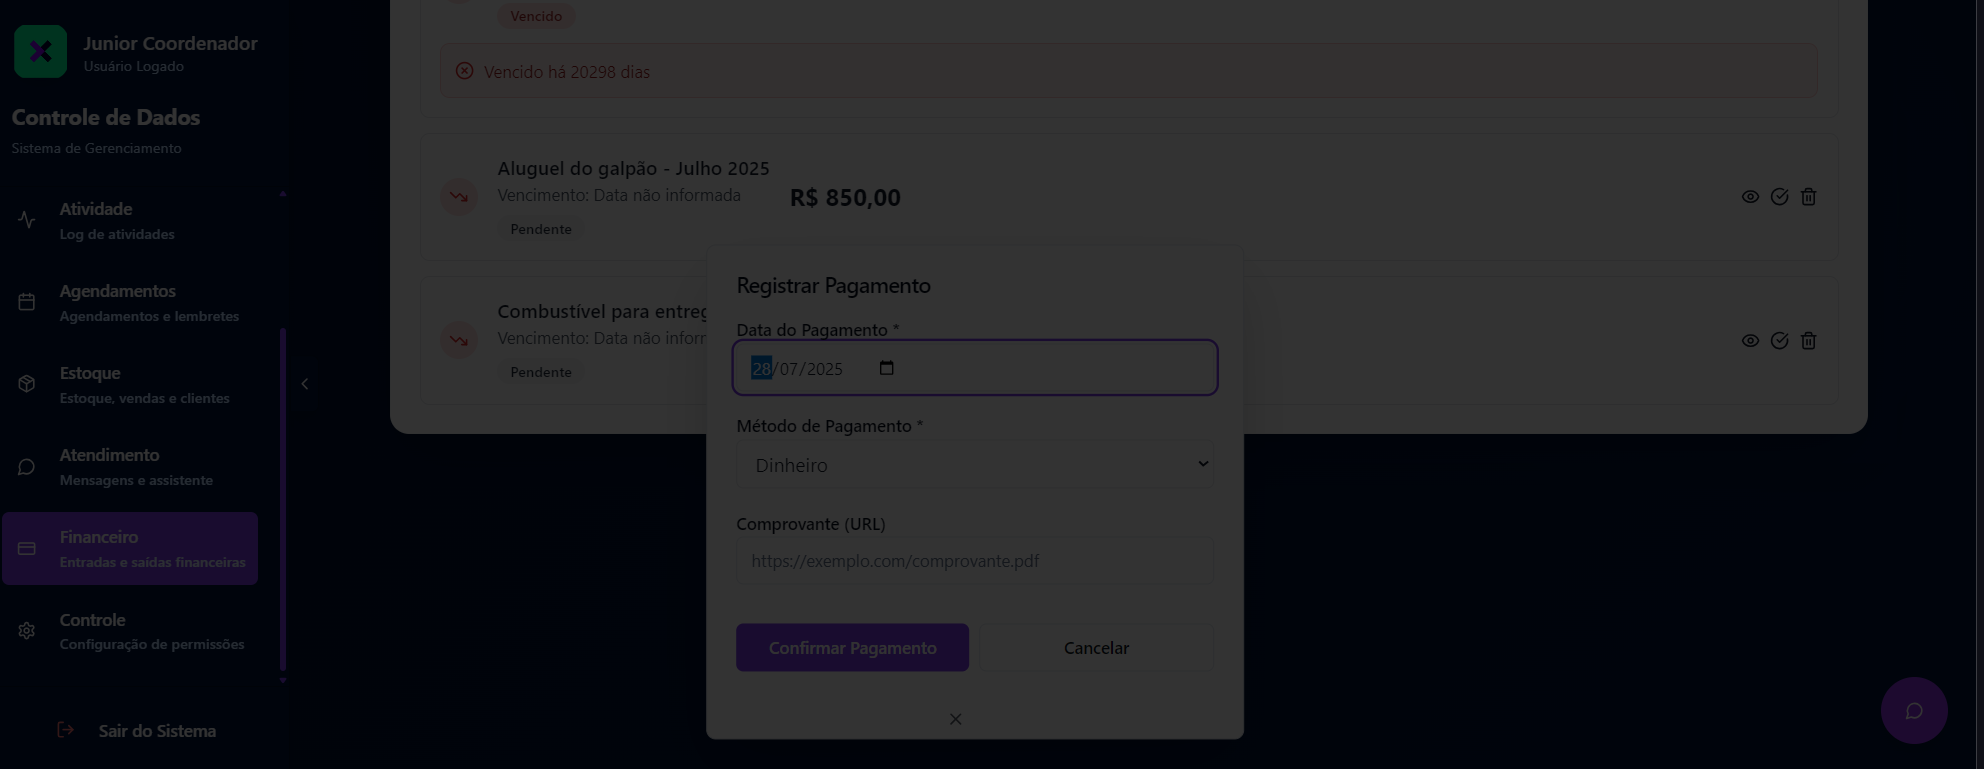 Junior Coordenador
Usuário Logado
Controle de Dados
Sistema de Gerenciamento
Atividade
Log de atividades
Agendamentos
Agendamentos e lembretes
Estoque
Estoque, vendas e clientes
Atendimento
Mensagens e assistente
Financeiro
Entradas e saídas financeiras
Controle
Configuração de permissões
Sair do Sistema
Vencido
Vencido há 20298 dias
Aluguel do galpão - Julho 2025
Vencimento: Data não informada
R$ 850,00
Pendente
Combustível para entreg
Vencimento: Data não inforr
Pendente
Registrar Pagamento
Data do Pagamento *
28/07/2025
Método de Pagamento *
Dinheiro
Comprovante (URL)
https://exemplo.com/comprovante.pdf
Confirmar Pagamento
Cancelar